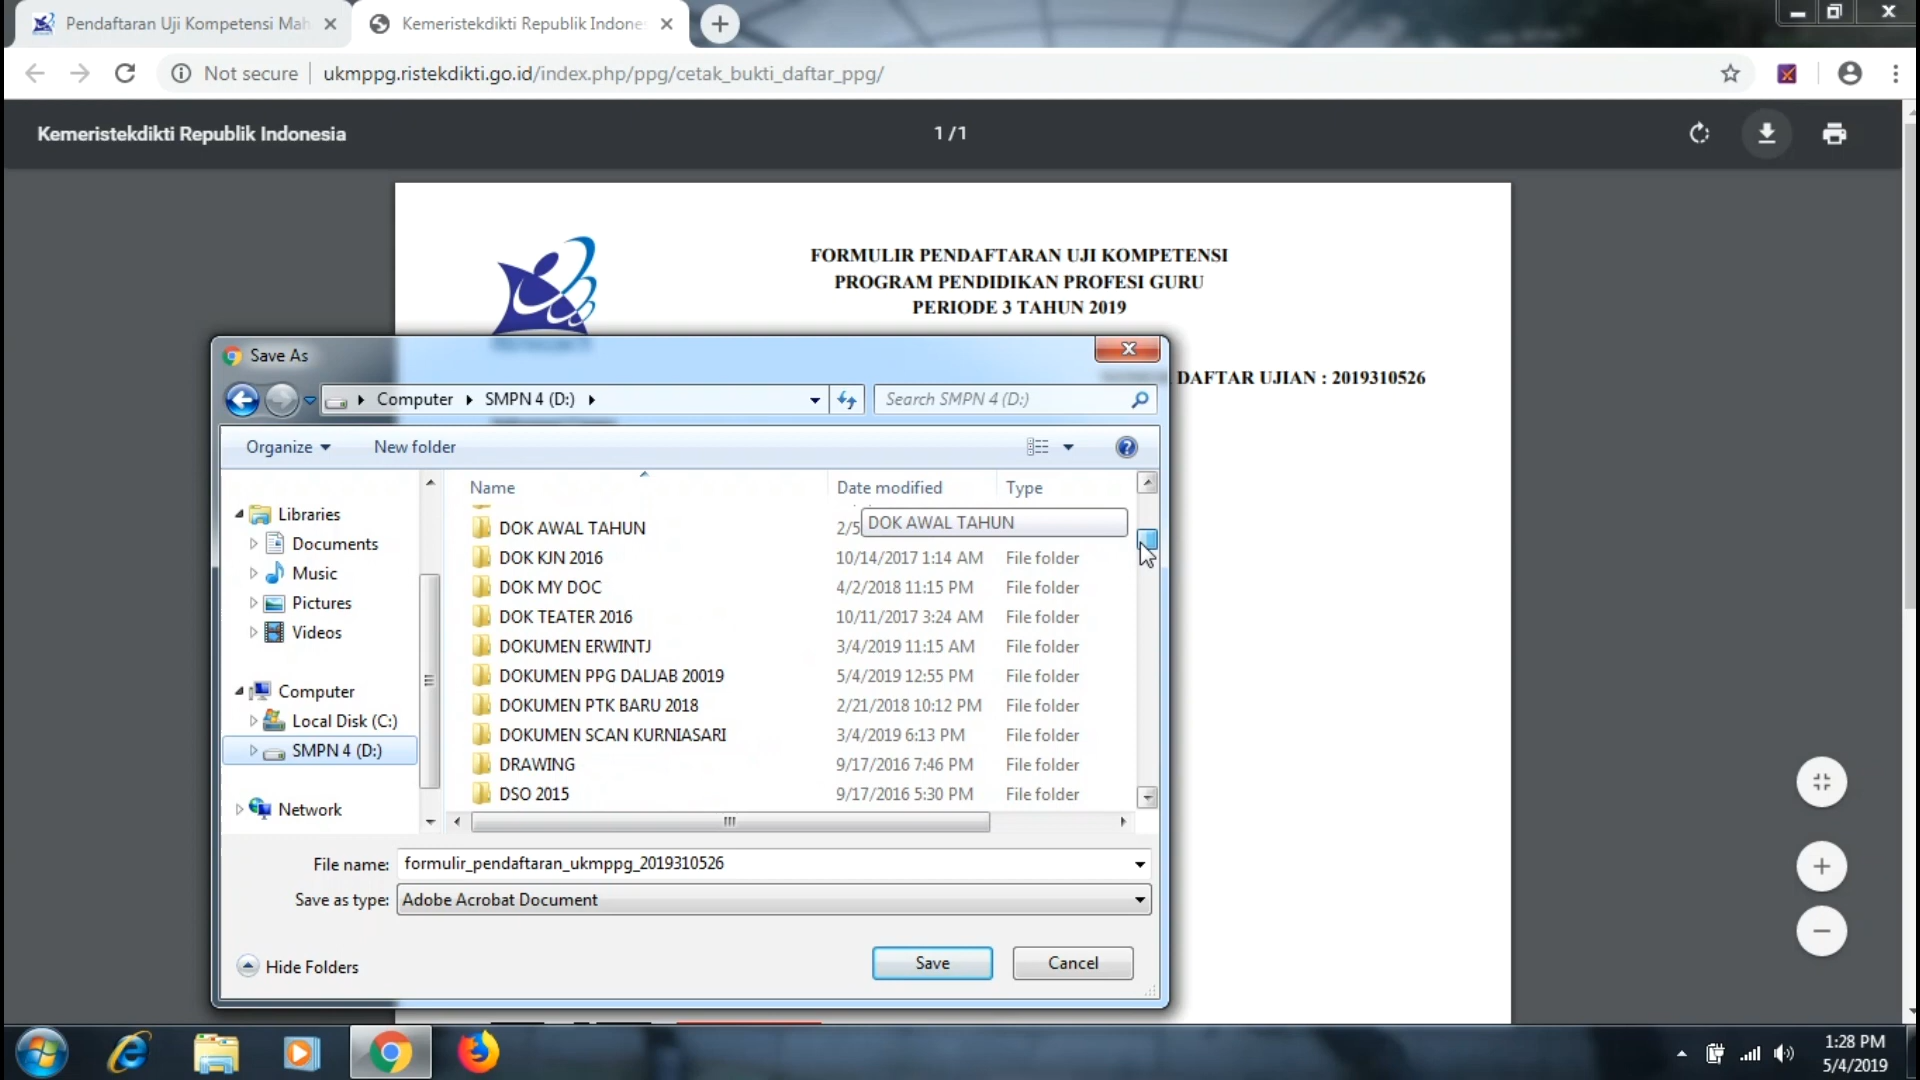 Pendaftaran Uji Kompetensi Mah
Kemeristekdikti Republik Indones
Not secure
ukmppg.ristekdikti.go.id/index.php/ppg/cetak_bukti_daftar_ppg/
Kemeristekdikti Republik Indonesia
1 / 1
FORMULIR PENDAFTARAN UJI KOMPETENSI
PROGRAM PENDIDIKAN PROFESI GURU
PERIODE 3 TAHUN 2019
DAFTAR UJIAN : 2019310526
Save As
Computer
SMPN 4 (D:)
Search SMPN 4 (D:)
Organize
New folder
Name
Date modified
Type
Libraries
Documents
Music
Pictures
Videos
Computer
Local Disk (C:)
SMPN 4 (D:)
Network
DOK AWAL TAHUN 2/5
DOK AWAL TAHUN
DOK KJN 2016 10/14/2017 1:14 AM File folder
DOK MY DOC 4/2/2018 11:15 PM File folder
DOK TEATER 2016 10/11/2017 3:24 AM File folder
DOKUMEN ERWINTJ 3/4/2019 11:15 AM File folder
DOKUMEN PPG DALJAB 20019 5/4/2019 12:55 PM File folder
DOKUMEN PTK BARU 2018 2/21/2018 10:12 PM File folder
DOKUMEN SCAN KURNIASARI 3/4/2019 6:13 PM File folder
DRAWING 9/17/2016 7:46 PM File folder
DSO 2015 9/17/2016 5:30 PM File folder
File name: formulir_pendaftaran_ukmppg_2019310526
Save as type: Adobe Acrobat Document
Hide Folders
Save
Cancel
1:28 PM
5/4/2019